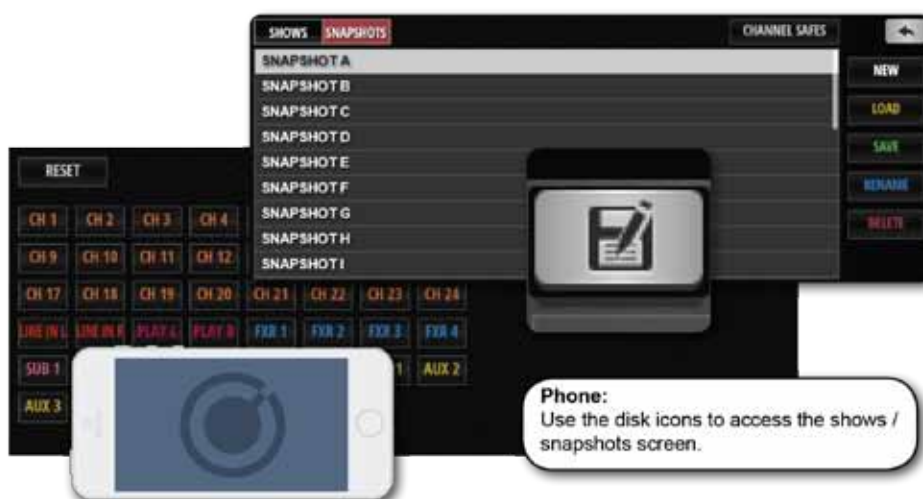 SHOWS SNAPSHOTS CHANNEL SAFES
SNAPSHOT A
NEW
SNAPSHOT B
SNAPSHOT C
LOAD
SNAPSHOT D
SAVE
SNAPSHOT E
RESET
SNAPSHOT F
RENAME
SNAPSHOT G
CH 1 CH 2 CH 3 CH 4
DELETE
SNAPSHOT H
CH 9 CH 10 CH 11 CH 12
SNAPSHOT I
CH 17 CH 18 CH 19 CH 20 CH 21 CH 22 CH 23 CH 24
LINE IN L LINE IN R PLAY L PLAY R FXR 1 FXR 2 FXR 3 FXR 4
SUB 1 1 AUX 2
AUX 3
Phone:
Use the disk icons to access the shows /
snapshots screen.